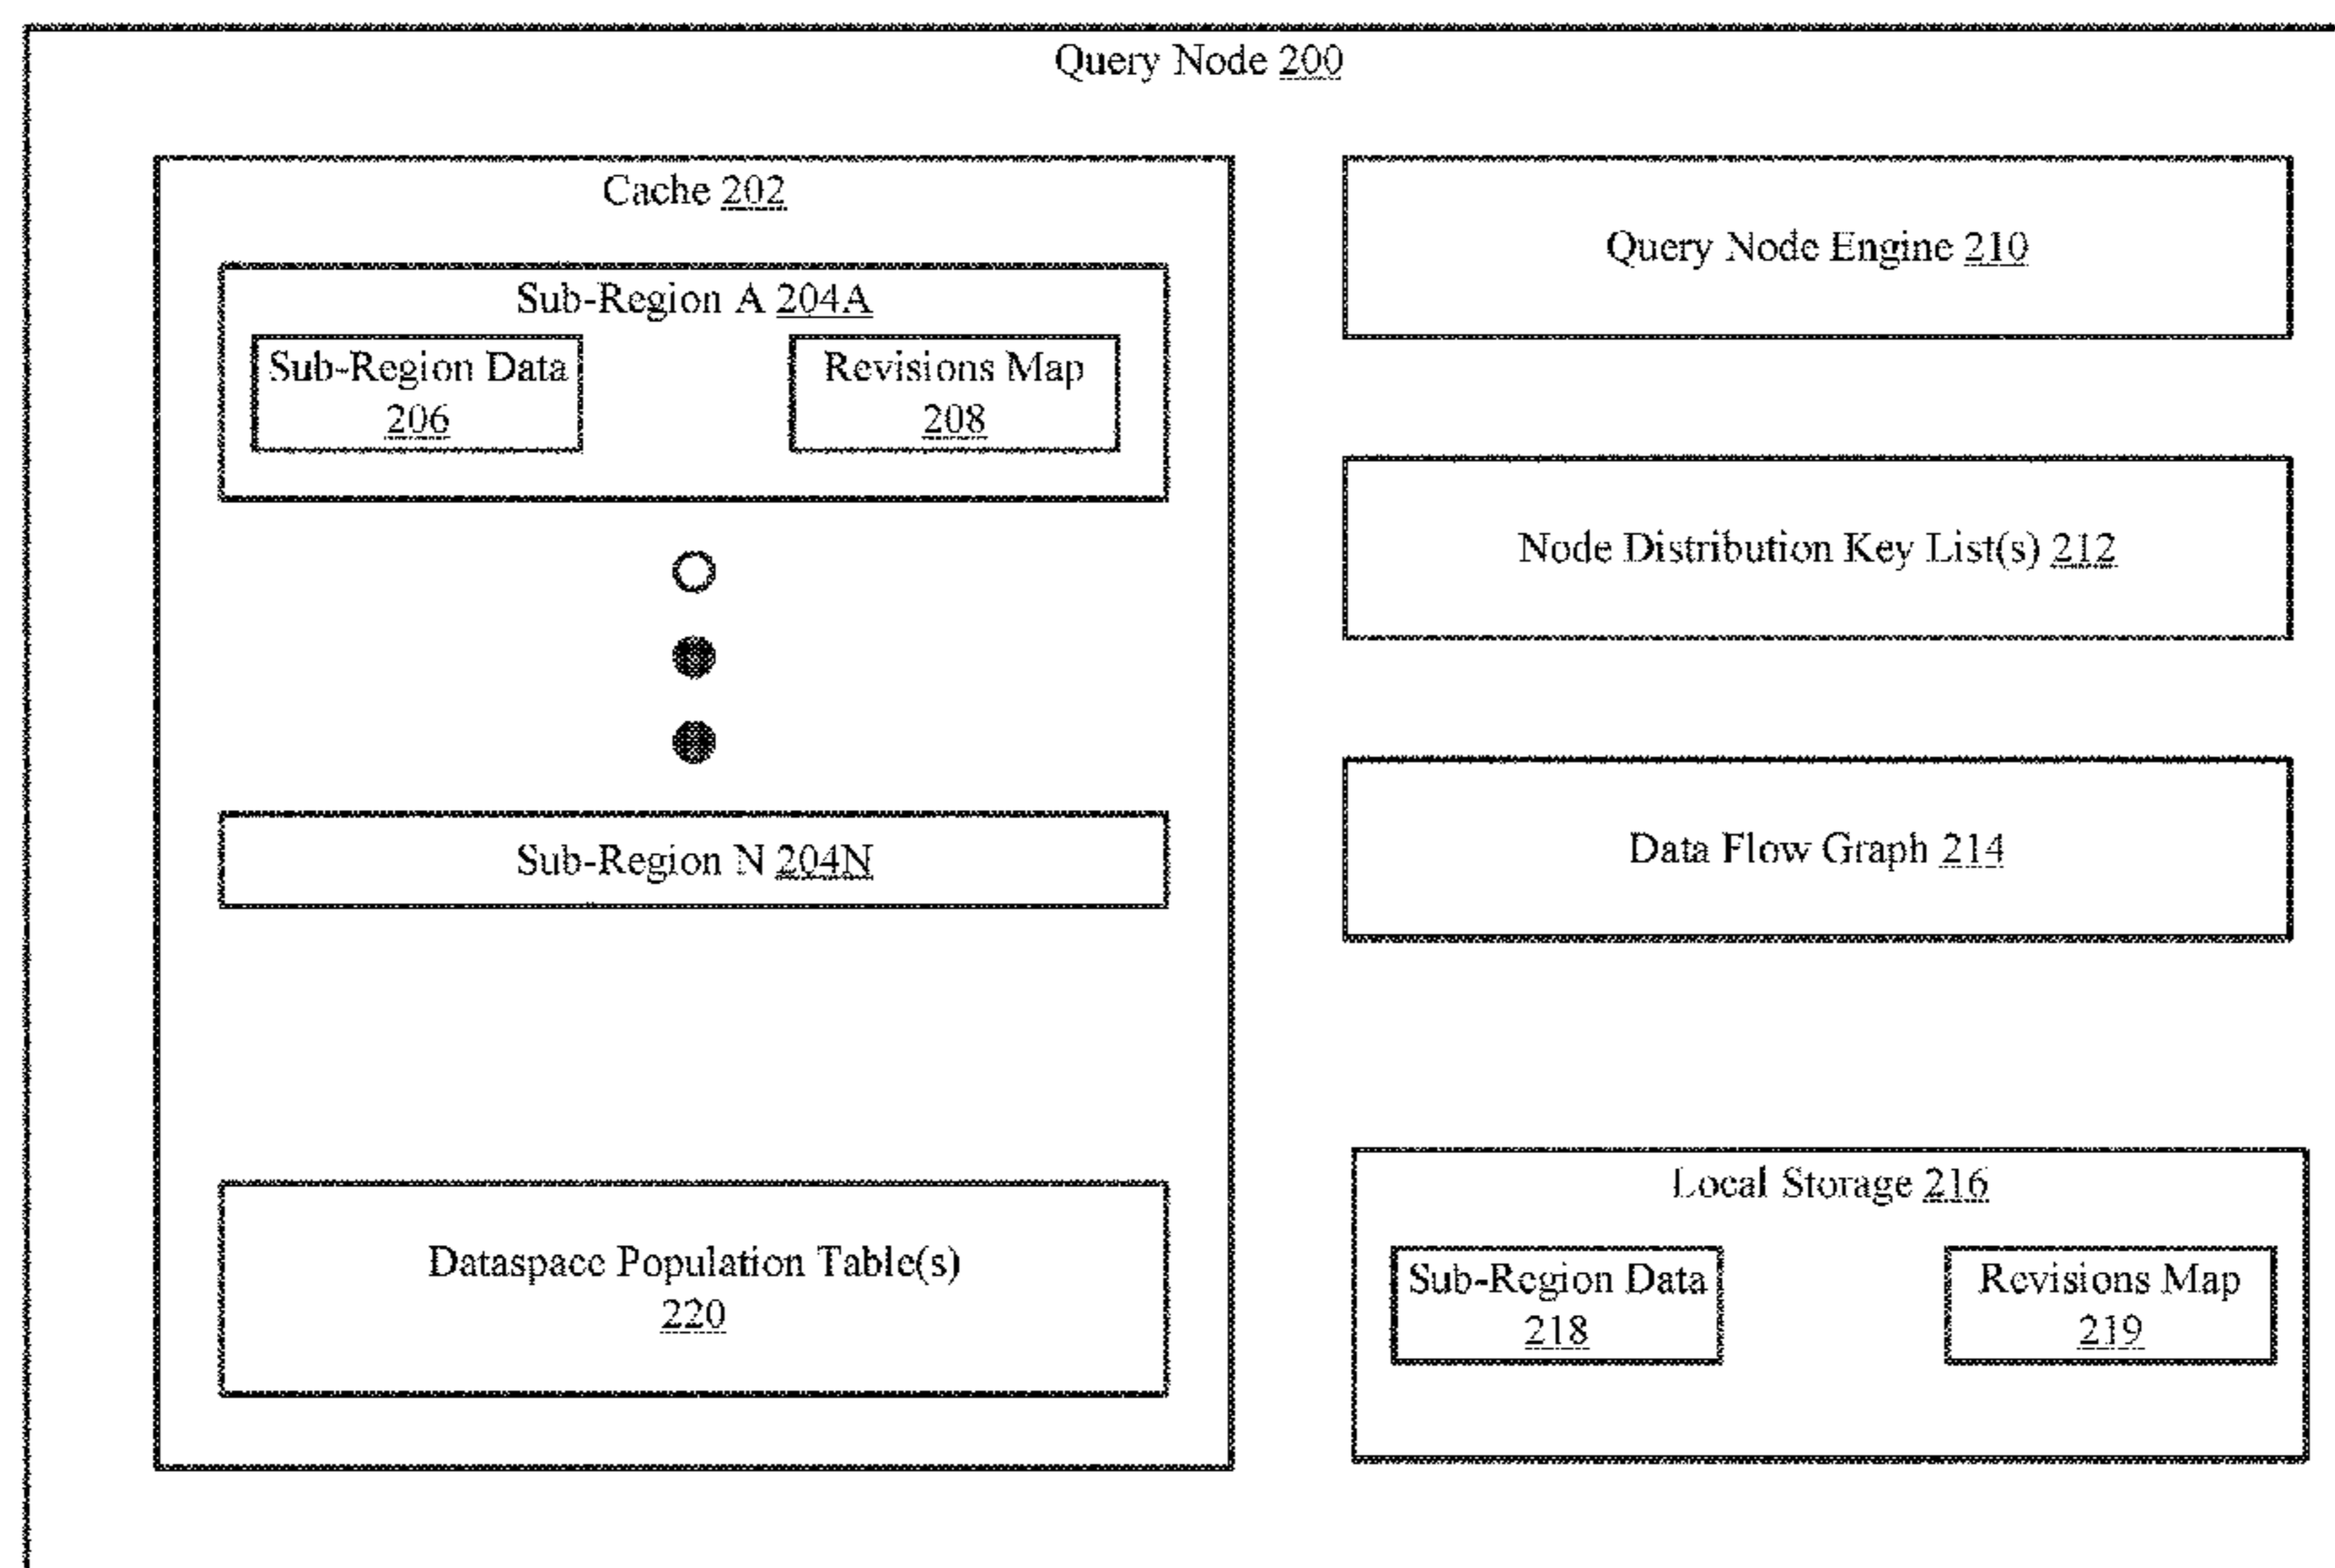 Query Node 200
Cache 202
Sub-Region A 204A
Sub-Region Data
206
Revisions Map
208
Sub-Region N 204N
Dataspace Population Table(s)
220
Query Node Engine 210
Node Distribution Key List(s) 212
Data Flow Graph 214
Local Storage 216
Sub-Region Data
218
Revisions Map
219